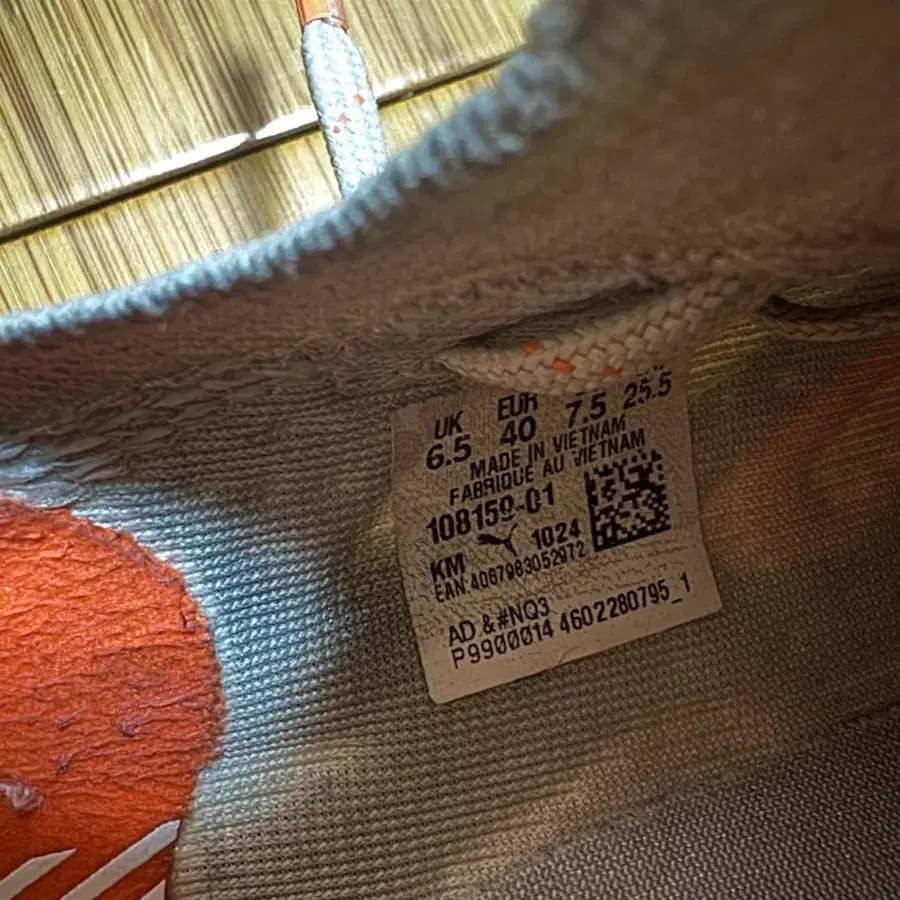 UK EUR
6.5 40 7.5 25.5
MADE IN VIETNAM
FABRIQUE AU VIETNAM
108159-01
KM 1024
EAN:4067983052972
AD &#NQ3
P9900014 4602280795_1